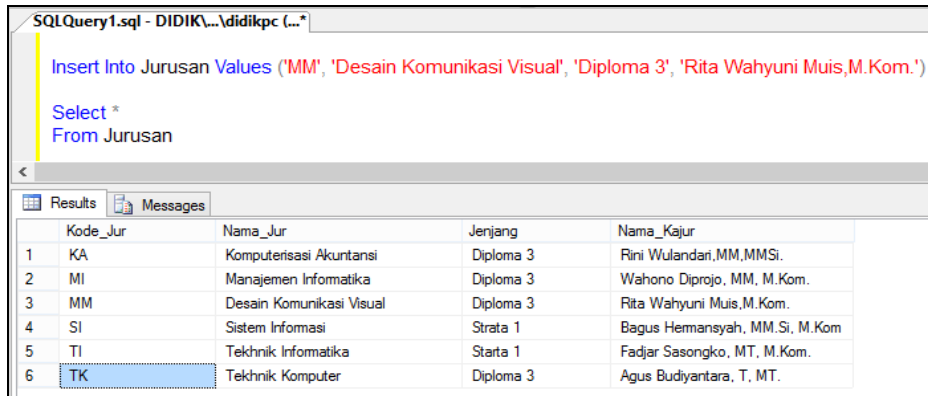 SQLQuery1.sql - DIDIK\...\didikpc (...*
Insert Into Jurusan Values ('MM', 'Desain Komunikasi Visual', 'Diploma 3', 'Rita Wahyuni Muis,M.Kom.')
Select *
From Jurusan
Results Messages
Kode_Jur Nama_Jur Jenjang Nama_Kajur
1 KA Komputerisasi Akuntansi Diploma 3 Rini Wulandari,MM,MMSi.
2 MI Manajemen Informatika Diploma 3 Wahono Diprojo, MM, M.Kom.
3 MM Desain Komunikasi Visual Diploma 3 Rita Wahyuni Muis,M.Kom.
4 SI Sistem Informasi Strata 1 Bagus Hermansyah, MM.Si, M.Kom
5 TI Tekhnik Informatika Starta 1 Fadjar Sasongko, MT, M.Kom.
6 TK Tekhnik Komputer Diploma 3 Agus Budiyantara, T, MT.